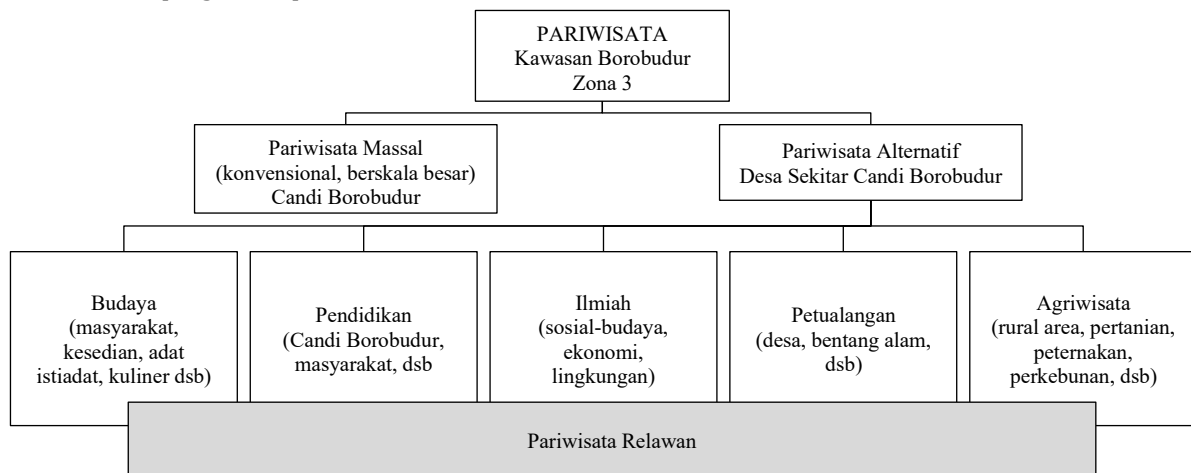 PARIWISATA
Kawasan Borobudur
Zona 3
Pariwisata Massal
(konvensional, berskala besar)
Candi Borobudur
Pariwisata Alternatif
Desa Sekitar Candi Borobudur
Budaya
(masyarakat,
kesedian, adat
istiadat, kuliner dsb)
Pendidikan
(Candi Borobudur,
masyarakat, dsb
Ilmiah
(sosial-budaya,
ekonomi,
lingkungan)
Petualangan
(desa, bentang alam,
dsb)
Agriwisata
(rural area, pertanian,
peternakan,
perkebunan, dsb)
Pariwisata Relawan